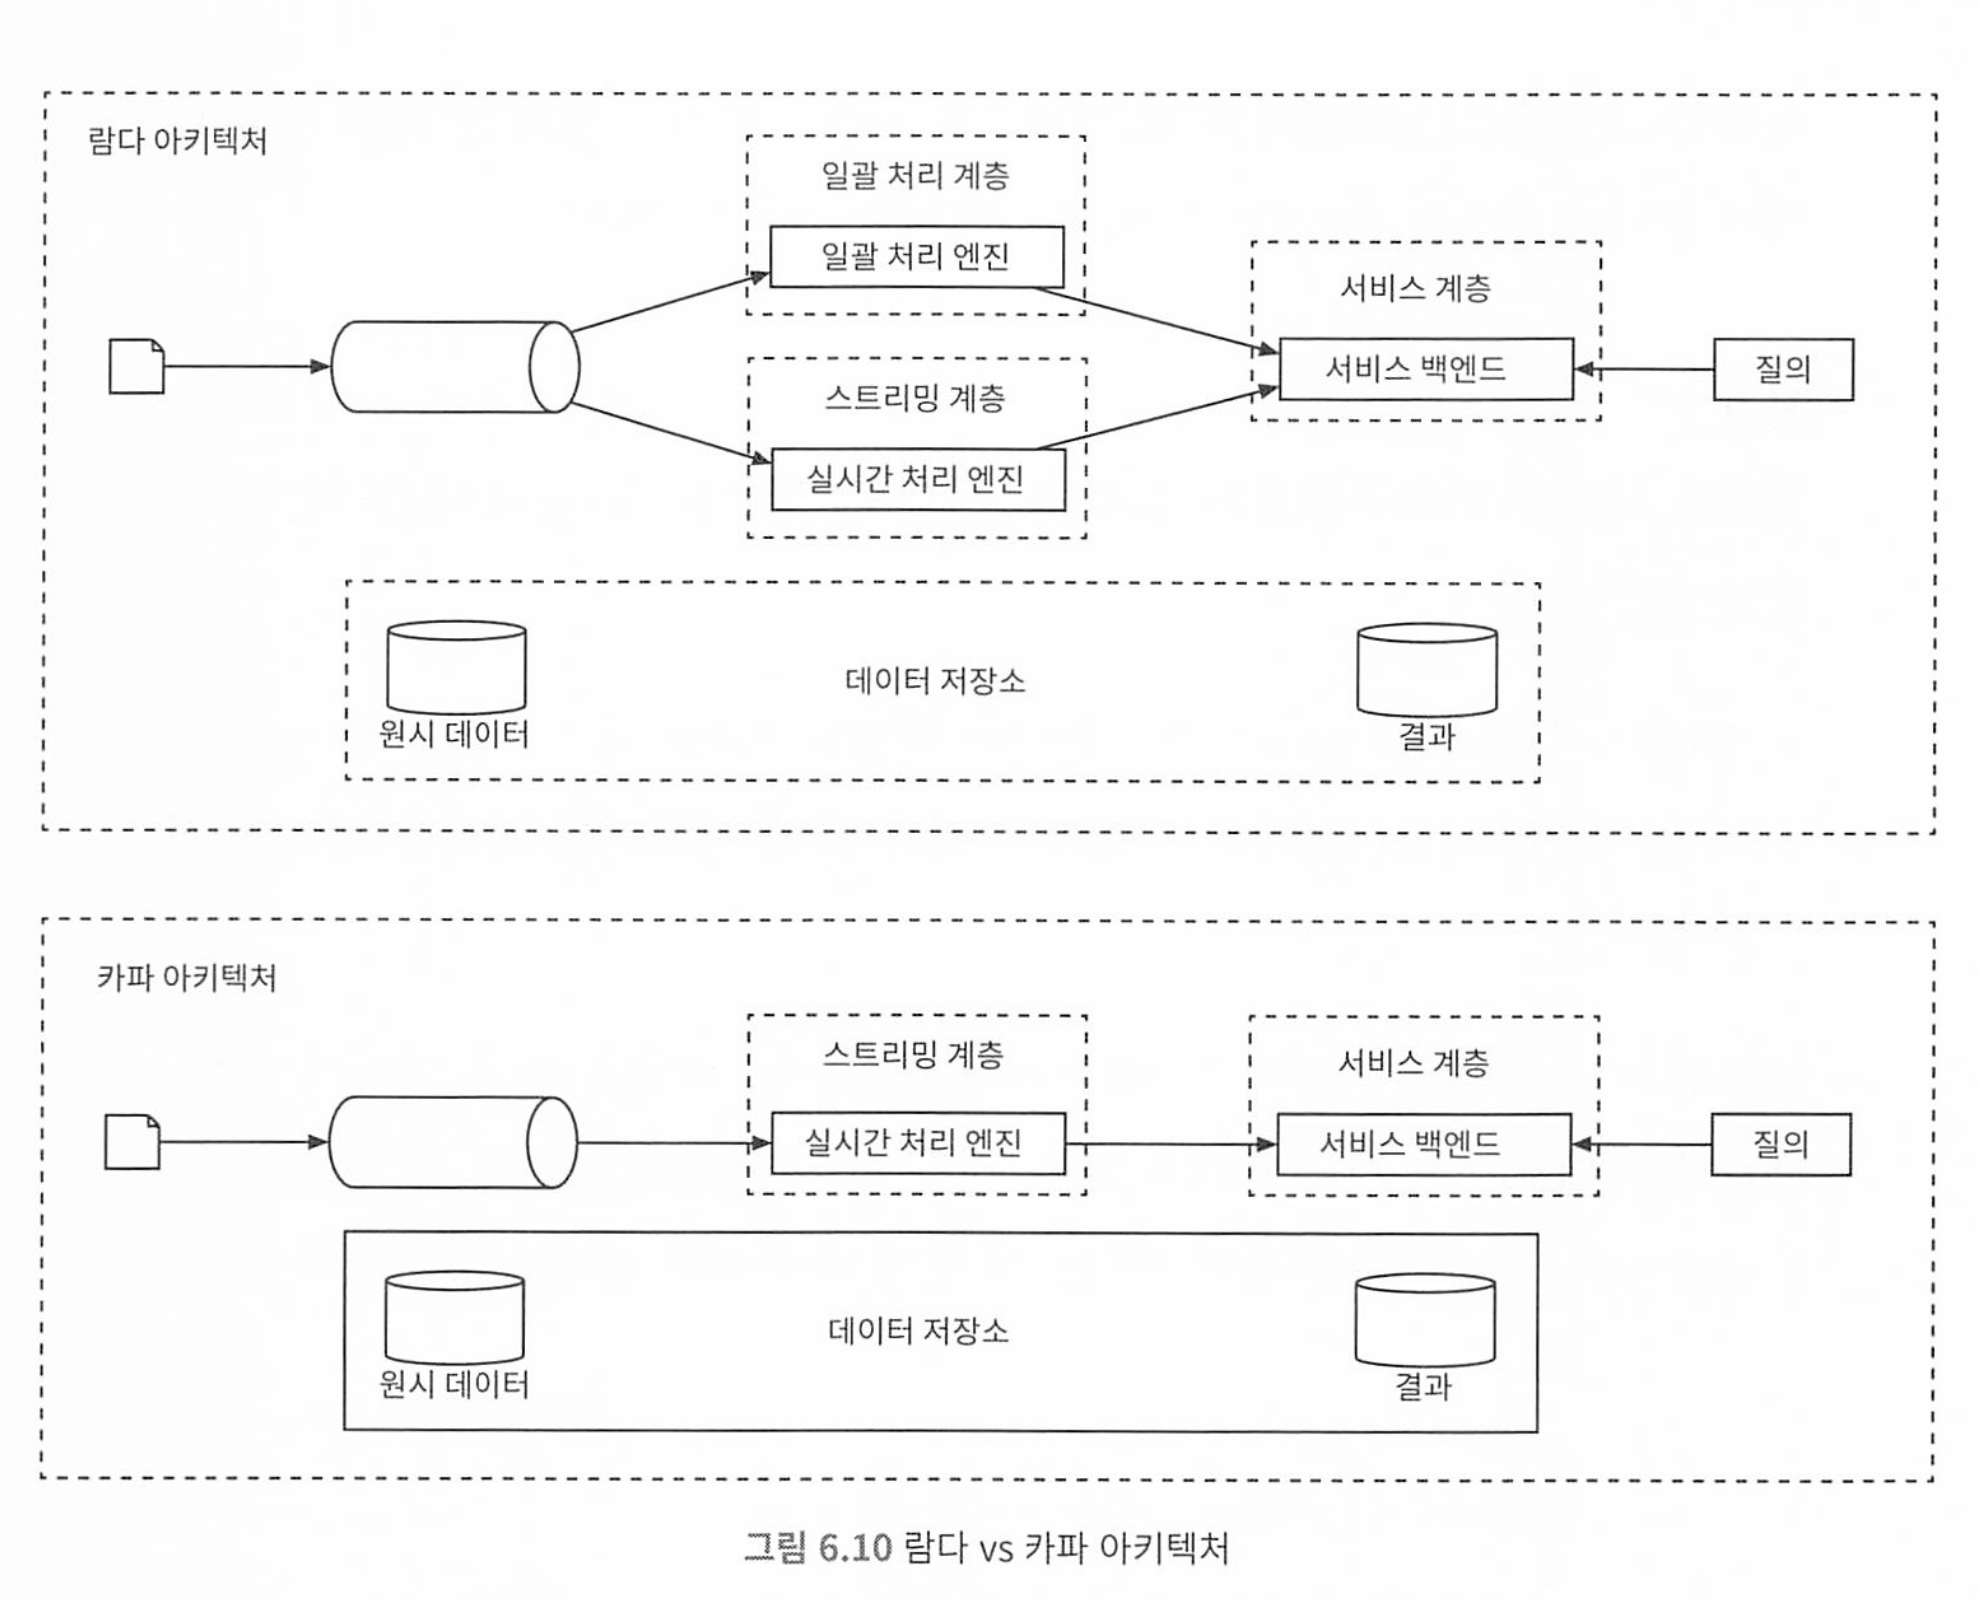 람다 아키텍처
일괄 처리 계층
일괄 처리 엔진
스트리밍 계층
실시간 처리 엔진
서비스 계층
서비스 백엔드
질의
원시 데이터
데이터 저장소
결과
카파 아키텍처
스트리밍 계층
실시간 처리 엔진
서비스 계층
서비스 백엔드
질의
원시 데이터
데이터 저장소
결과
그림 6.10 람다 vs 카파 아키텍처